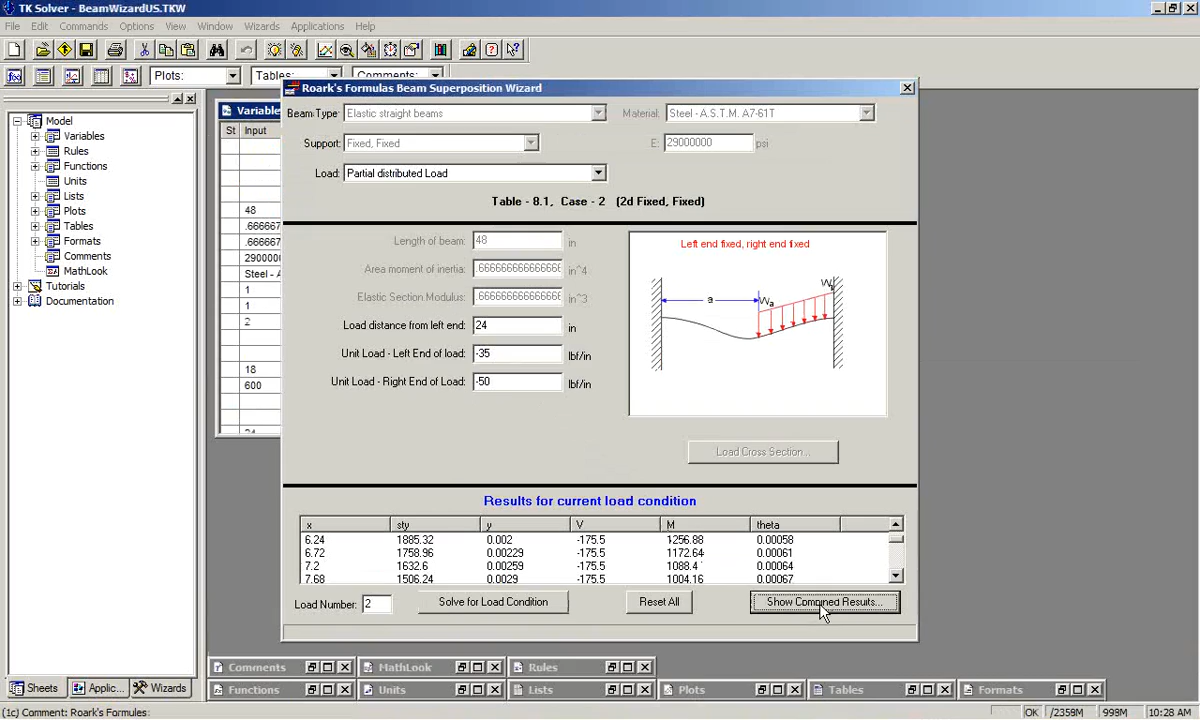 TK Solver - BeamWizardUS.TKW
File Edit Commands Options View Window Wizards Applications Help
Plots: Tables: Comments:
Model
Variables
Rules
Functions
Units
Lists
Plots
Tables
Formats
Comments
MathLook
Tutorials
Documentation
Sheets Applic... Wizards
Variable
St Input
48
.666667
.666667
2900000
Steel - A
1
1
2
18
600
24
Roark's Formulas Beam Superposition Wizard
Beam Type: Elastic straight beams Material: Steel - A.S.T.M. A7-61T
Support: Fixed, Fixed E: 29000000 psi
Load: Partial distributed Load
Table - 8.1, Case - 2 (2d Fixed, Fixed)
Length of beam: 48 in
Area moment of inertia: .66666666666666 in^4
Elastic Section Modulus: .66666666666666 in^3
Load distance from left end: 24 in
Unit Load - Left End of load: -35 lbf/in
Unit Load - Right End of Load: -50 lbf/in
Left end fixed, right end fixed
a Wa
Load Cross Section...
Results for current load condition
x sty y V M theta
6.24 1885.32 0.002 -175.5 1256.88 0.00058
6.72 1758.96 0.00229 -175.5 1172.64 0.00061
7.2 1632.6 0.00259 -175.5 1088.4 0.00064
7.68 1506.24 0.0029 -175.5 1004.16 0.00067
Load Number: 2 Solve for Load Condition Reset All Show Combined Results...
Comments MathLook Rules
Functions Units Lists Plots Tables Formats
(1c) Comment: Roark's Formulas: OK /2359M 998M 10:28 AM